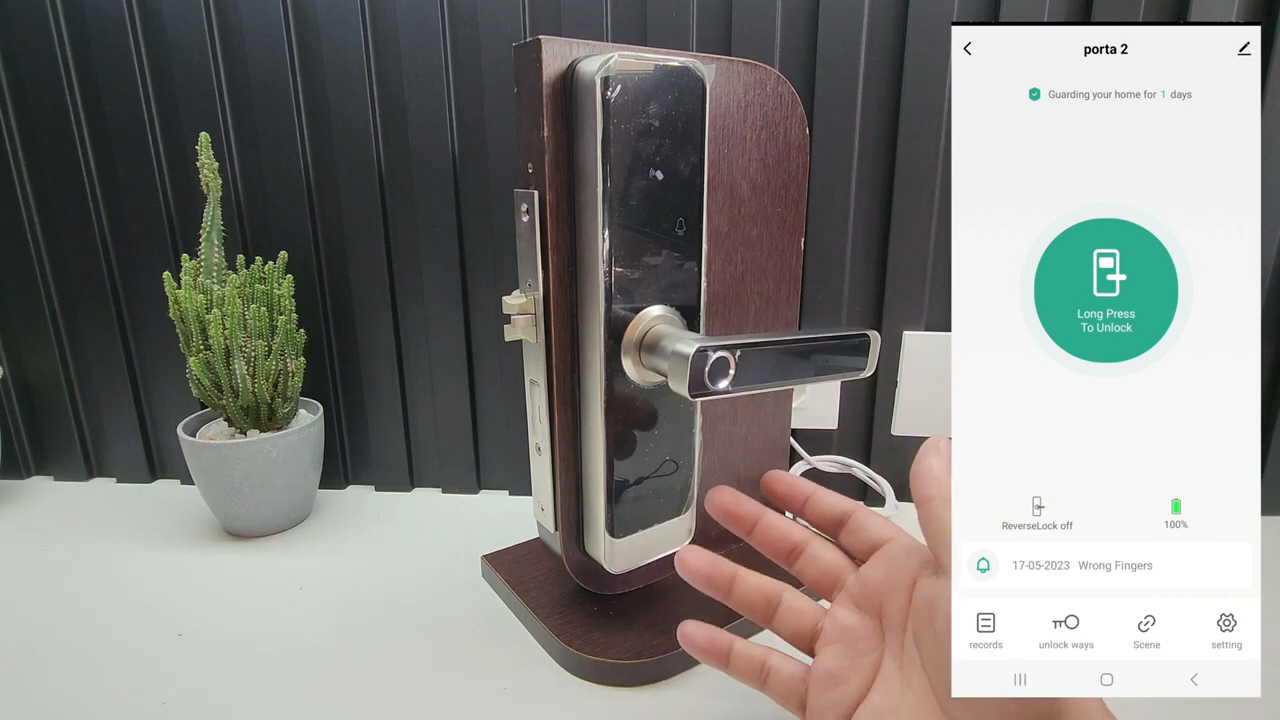 porta 2
Guarding your home for 1 days
Long Press
To Unlock
ReverseLock off
100%
17-05-2023 Wrong Fingers
records
unlock ways
Scene
setting